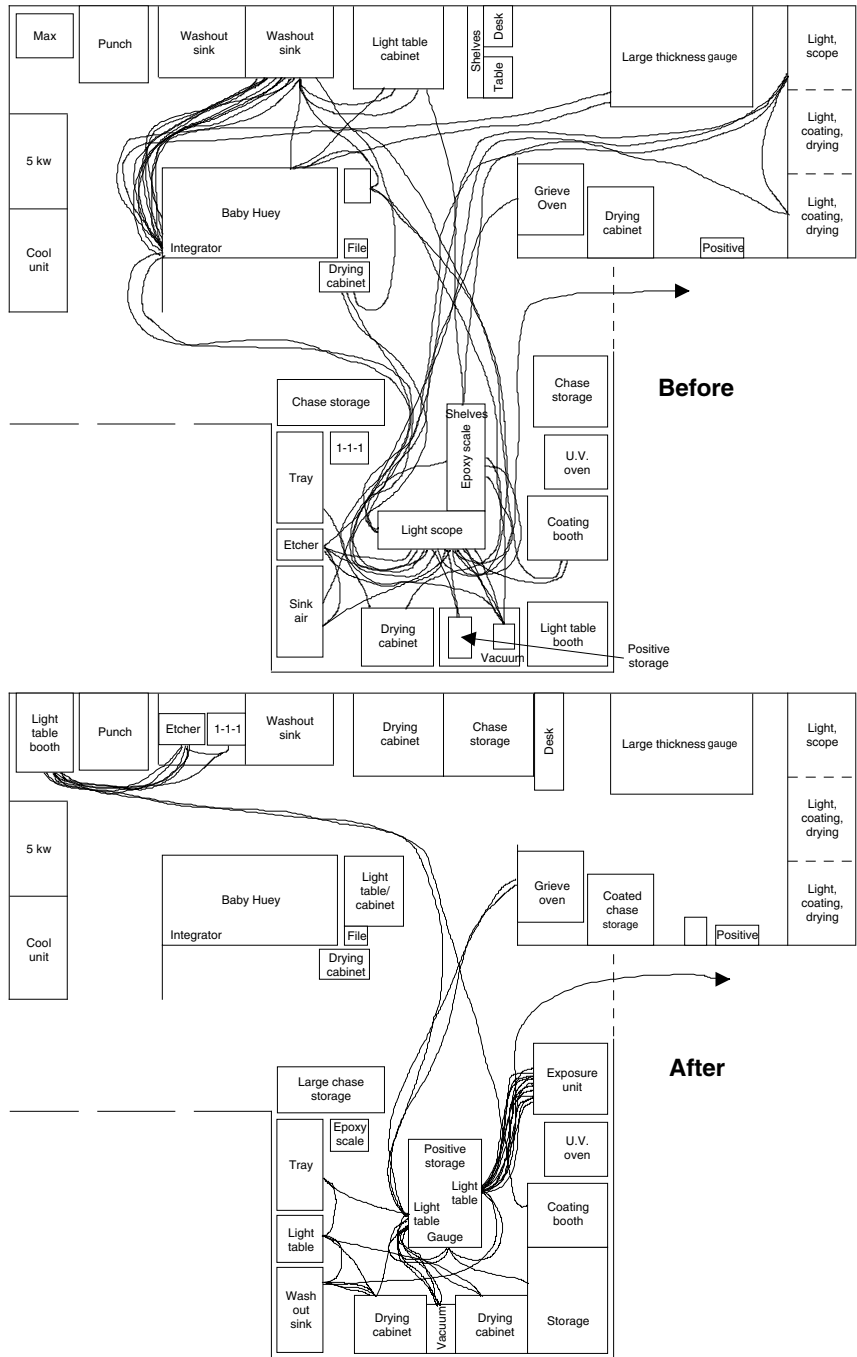 Max
Punch
Washout
sink
Washout
sink
Light table
cabinet
Shelves
Desk
Table
Large thickness gauge
Light,
scope
Light,
coating,
drying
Light,
coating,
drying
5 kw
Cool
unit
Baby Huey
Integrator
File
Drying
cabinet
Grieve
Oven
Drying
cabinet
Positive
Before
Chase storage
1-1-1
Tray
Etcher
Sink
air
Shelves
Epoxy scale
Light scope
Chase
storage
U.V.
oven
Coating
booth
Drying
cabinet
Vacuum
Light table
booth
Positive
storage
Light
table
booth
Punch
Etcher
1-1-1
Washout
sink
Drying
cabinet
Chase
storage
Desk
Large thickness gauge
Light,
scope
Light,
coating,
drying
Light,
coating,
drying
5 kw
Cool
unit
Baby Huey
Integrator
Light
table/
cabinet
File
Drying
cabinet
Grieve
oven
Coated
chase
storage
Positive
After
Large chase
storage
Epoxy
scale
Tray
Light
table
Wash
out
sink
Positive
storage
Light
table
Light
table
Gauge
Exposure
unit
U.V.
oven
Coating
booth
Drying
cabinet
Vacuum
Drying
cabinet
Storage